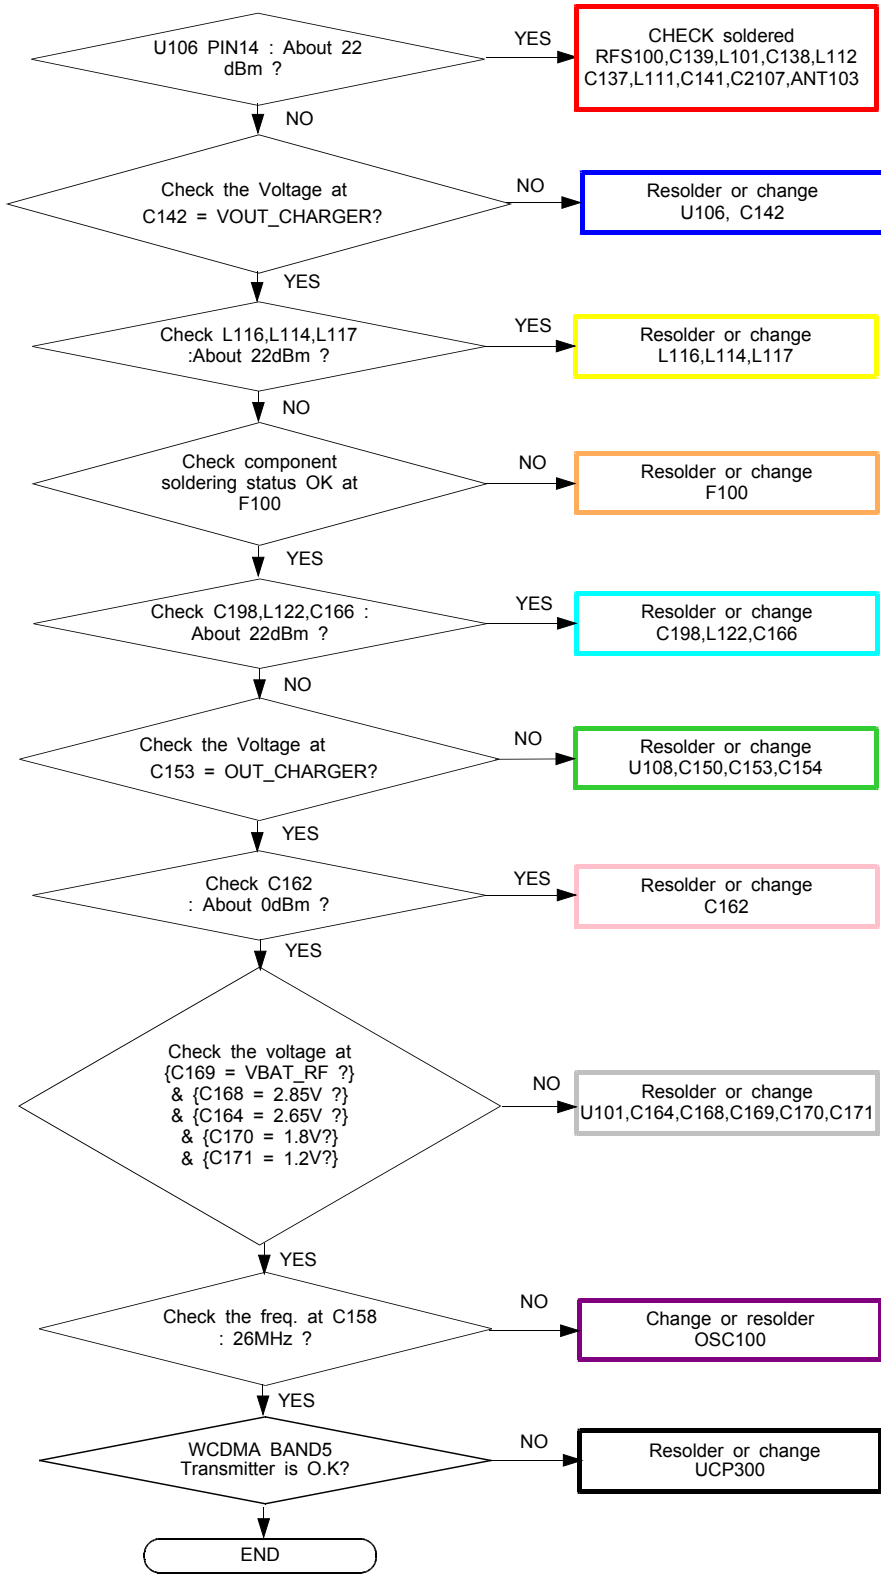 U106 PIN14 : About 22
dBm ?
YES
CHECK soldered
RFS100,C139,L101,C138,L112
C137,L111,C141,C2107,ANT103
NO
Check the Voltage at
C142 = VOUT_CHARGER?
NO
Resolder or change
U106, C142
YES
Check L116,L114,L117
:About 22dBm ?
YES
Resolder or change
L116,L114,L117
NO
Check component
soldering status OK at
F100
NO
Resolder or change
F100
YES
Check C198,L122,C166 :
About 22dBm ?
YES
Resolder or change
C198,L122,C166
NO
Check the Voltage at
C153 = OUT_CHARGER?
NO
Resolder or change
U108,C150,C153,C154
YES
Check C162
: About 0dBm ?
YES
Resolder or change
C162
YES
Check the voltage at
{C169 = VBAT_RF ?}
& {C168 = 2.85V ?}
& {C164 = 2.65V ?}
& {C170 = 1.8V?}
& {C171 = 1.2V?}
NO
Resolder or change
U101,C164,C168,C169,C170,C171
YES
Check the freq. at C158
: 26MHz ?
NO
Change or resolder
OSC100
YES
WCDMA BAND5
Transmitter is O.K?
NO
Resolder or change
UCP300
END